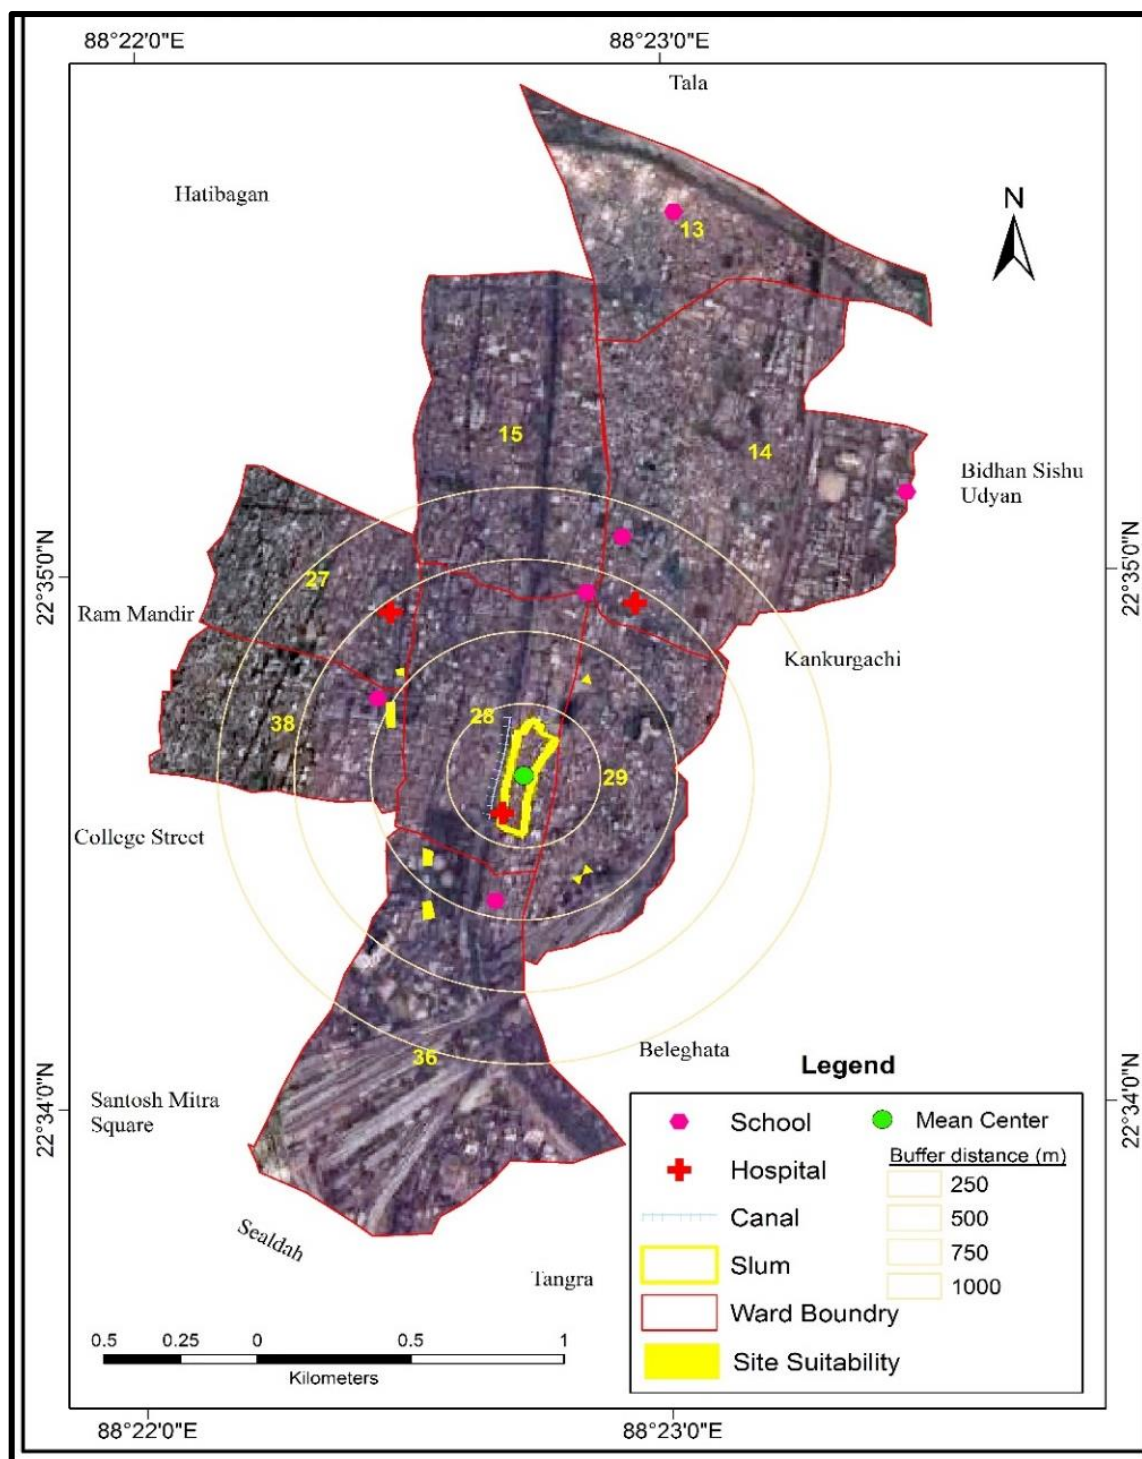 88°22'0"E
88°23'0"E
Tala
Hatibagan
N
13
15
14
Bidhan Sishu
Udyan
27
22°35'0"N
22°35'0"N
Ram Mandir
Kankurgachi
38
28
29
College Street
36
Beleghata
Santosh Mitra
Square
22°34'0"N
22°34'0"N
Sealdah
Tangra
Legend
School
Hospital
Canal
Slum
Ward Boundry
Site Suitability
Mean Center
Buffer distance (m)
250
500
750
1000
0.5 0.25 0 0.5 1
Kilometers
88°22'0"E
88°23'0"E